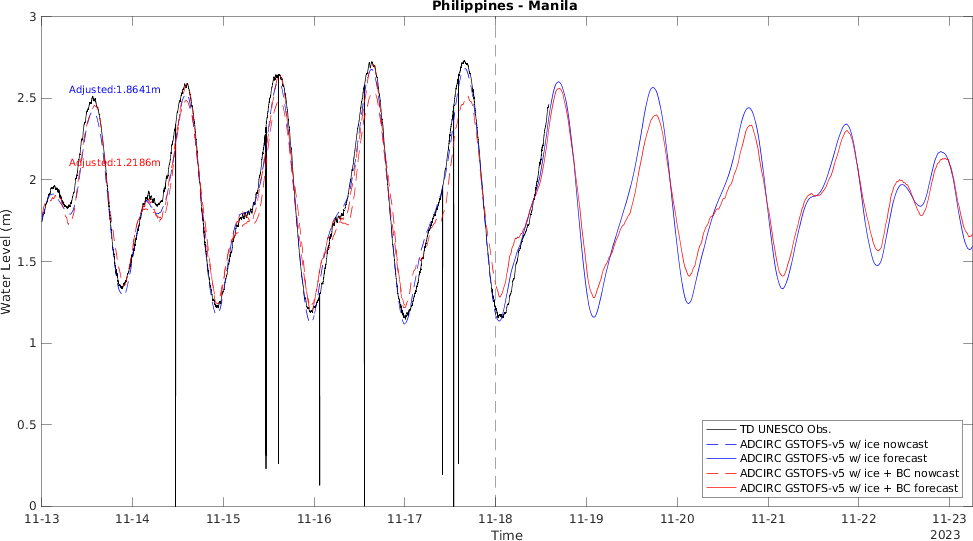 Philippines - Manila
3
2.5
2
1.5
1
0.5
0
Water Level (m)
Adjusted:1.8641m
Adjusted:1.2186m
TD UNESCO Obs.
ADCIRC GSTOFS-v5 w/ ice nowcast
ADCIRC GSTOFS-v5 w/ ice forecast
ADCIRC GSTOFS-v5 w/ ice + BC nowcast
ADCIRC GSTOFS-v5 w/ ice + BC forecast
11-13 11-14 11-15 11-16 11-17 11-18 11-19 11-20 11-21 11-22 11-23
Time 2023